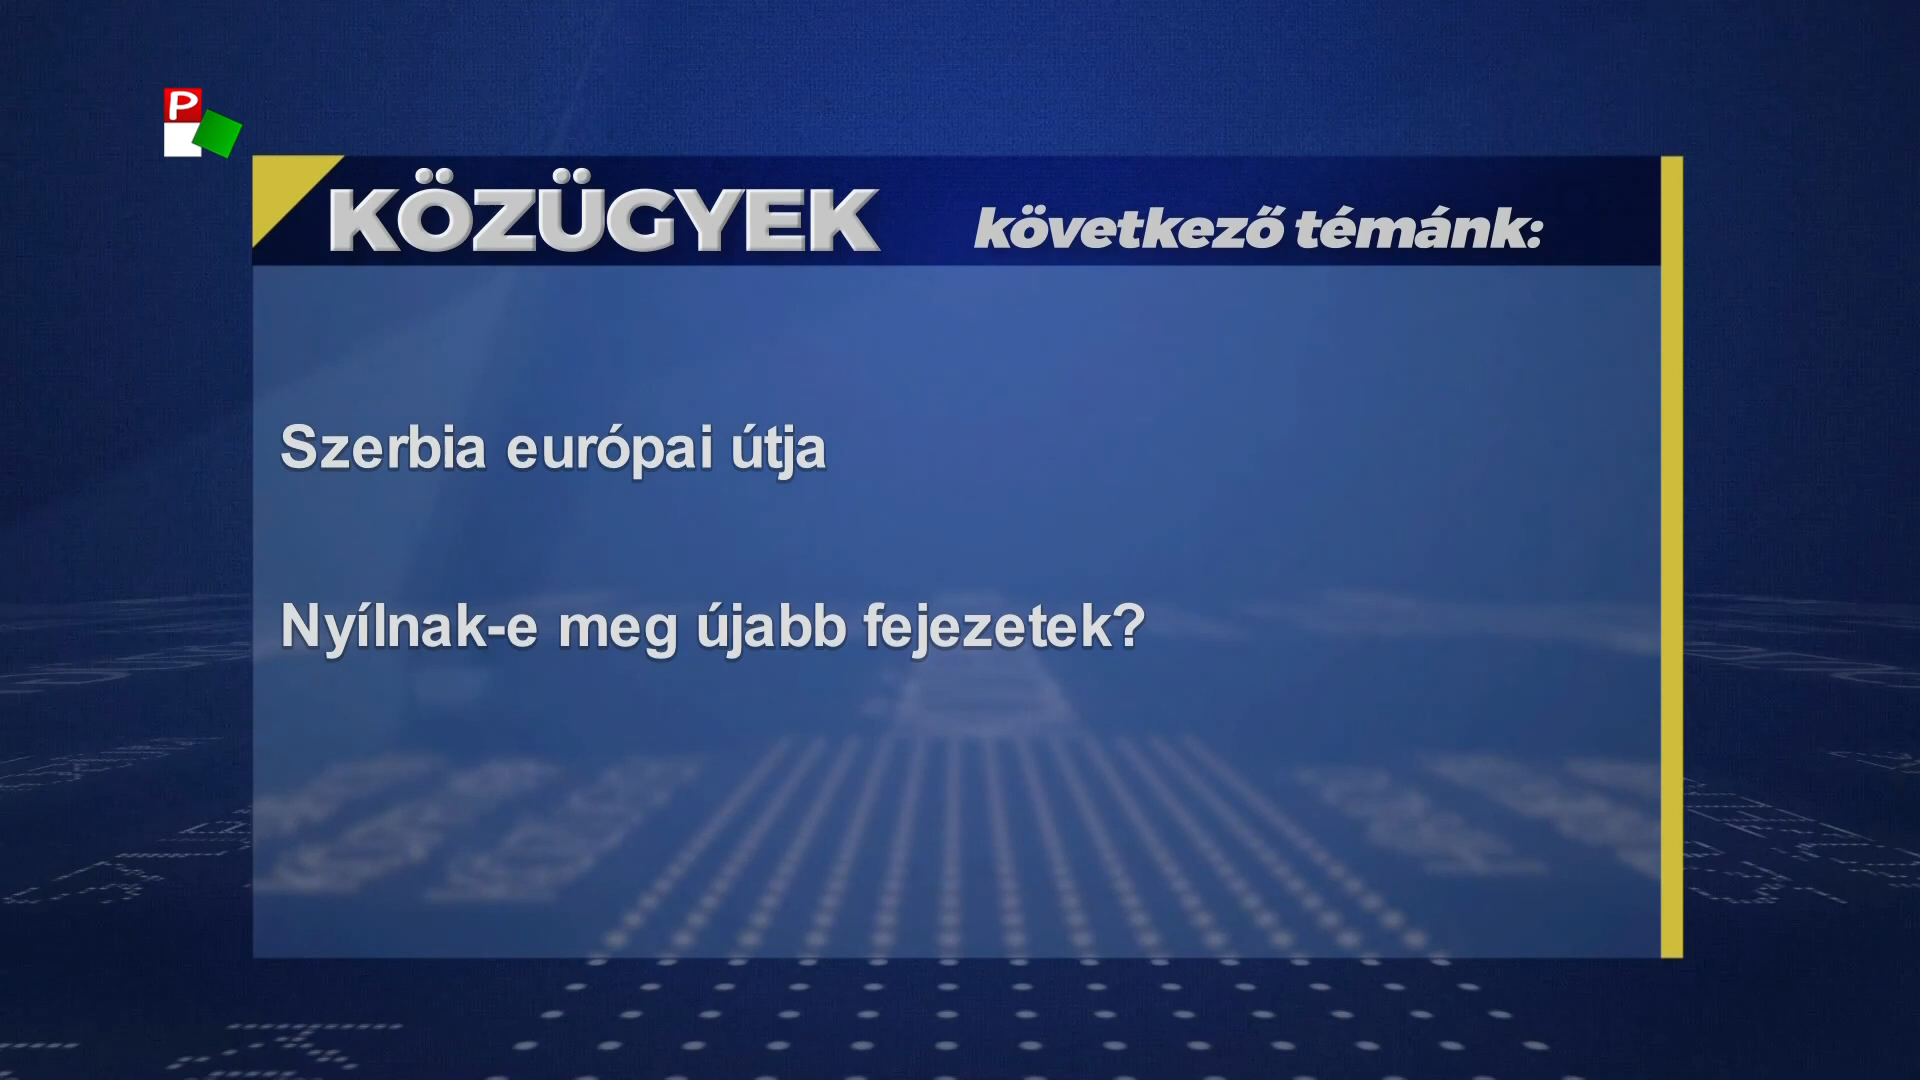 P
KÖZÜGYEK következő témánk:
Szerbia európai útja
Nyílnak-e meg újabb fejezetek?